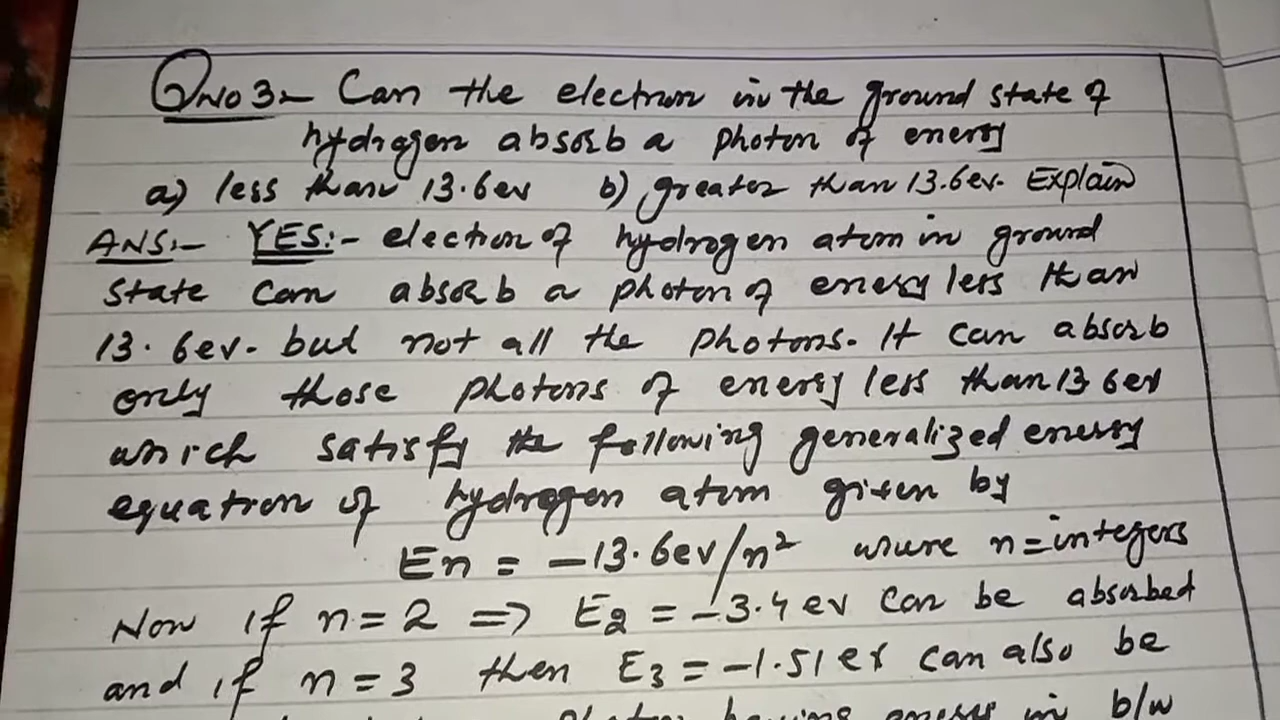 QNO 3:- Can the electron in the ground state of
hydrogen absorb a photon of energy
a) less than 13.6ev b) greater than 13.6ev. Explain
ANS:- YES:- electron of hydrogen atom in ground
state can absorb a photon of energy less than
13.6ev. but not all the photons. It can absorb
only those photons of energy less than 13.6ev
which satisfy the following generalized energy
equation of hydrogen atom given by
En = -13.6ev/n² where n=integers
Now if n=2 => E₂ = -3.4 ev can be absorbed
and if n=3 then E₃ = -1.51 ev can also be
photon having energy in b/w